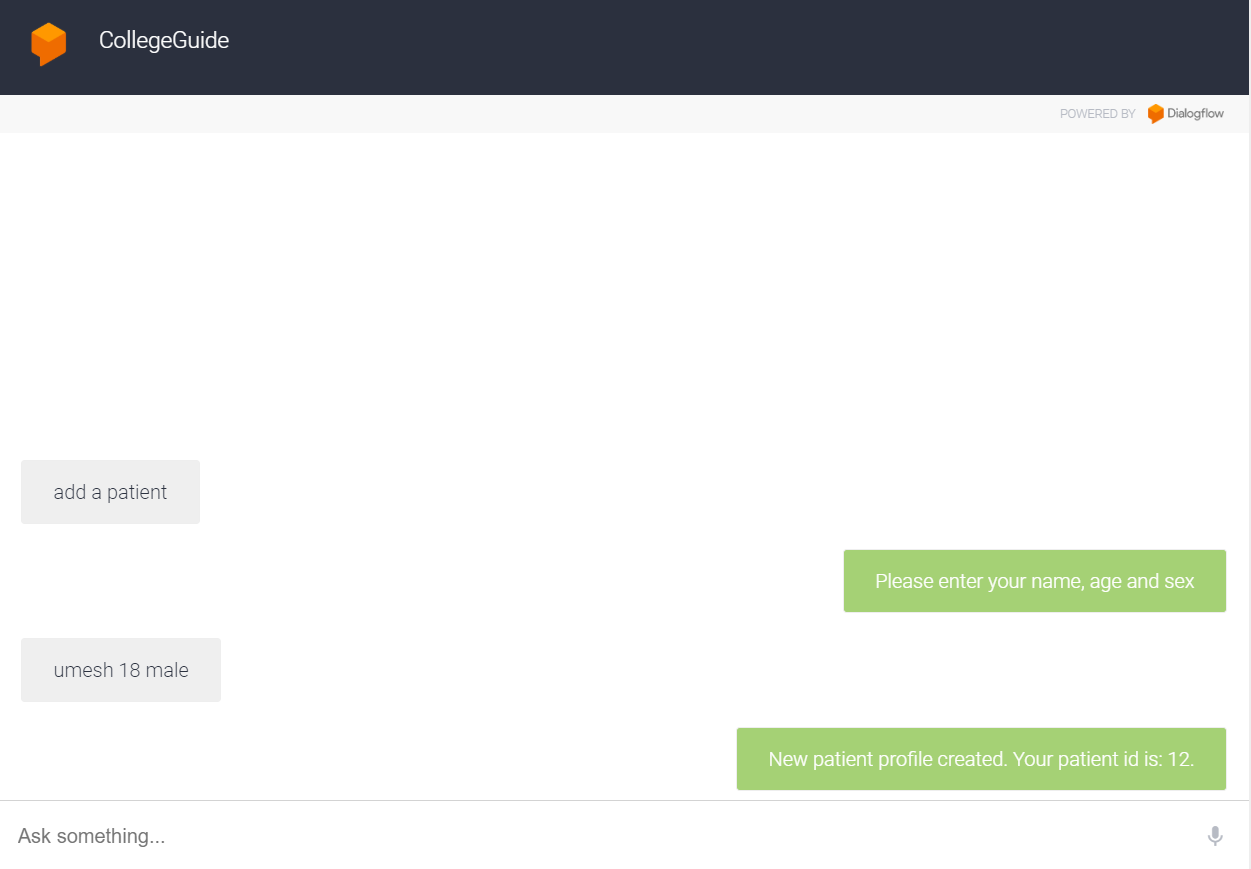 CollegeGuide
POWERED BY Dialogflow
add a patient
Please enter your name, age and sex
umesh 18 male
New patient profile created. Your patient id is: 12.
Ask something...